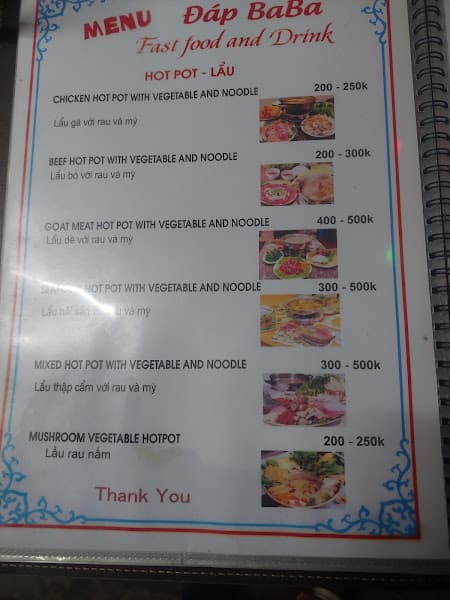 MENU Đáp BaBa
Fast food and Drink
HOT POT - LẨU
CHICKEN HOT POT WITH VEGETABLE AND NOODLE 200 - 250k
Lẩu gà với rau và mỳ
BEEF HOT POT WITH VEGETABLE AND NOODLE 200 - 300k
Lẩu bò với rau và mỳ
GOAT MEAT HOT POT WITH VEGETABLE AND NOODLE 400 - 500k
Lẩu dê với rau và mỳ
HOT POT WITH VEGETABLE AND NOODLE 300 - 500k
Lẩu hải sản và mỳ
MIXED HOT POT WITH VEGETABLE AND NOODLE 300 - 500k
Lẩu thập cẩm với rau và mỳ
MUSHROOM VEGETABLE HOTPOT 200 - 250k
Lẩu rau nấm
Thank You